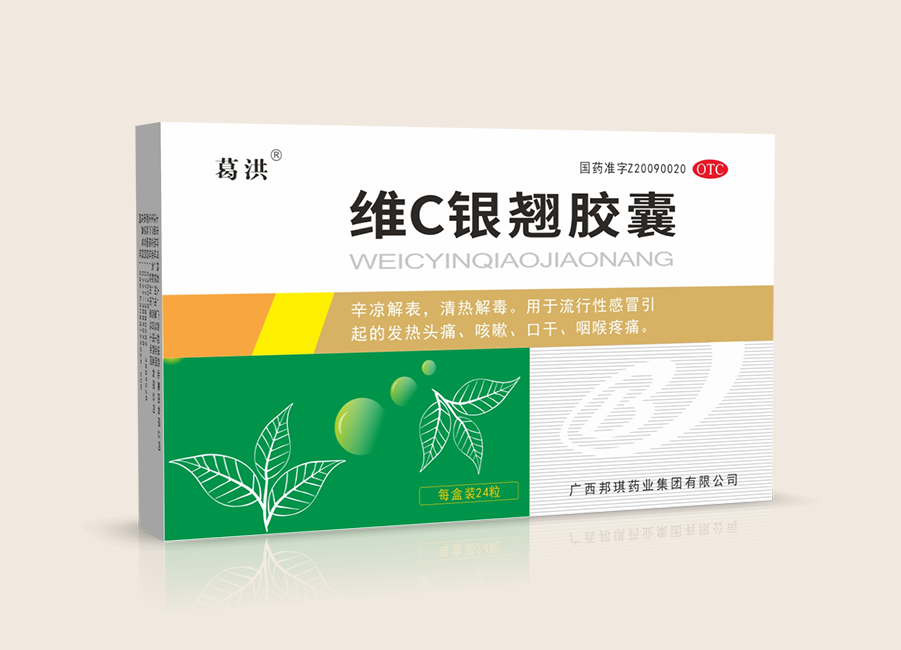 葛洪®
国药准字Z20090020 OTC
维C银翘胶囊
WEICYINQIAOJIAONANG
辛凉解表，清热解毒。用于流行性感冒引
起的发热头痛、咳嗽、口干、咽喉疼痛。
每盒装24粒
广西邦琪药业集团有限公司